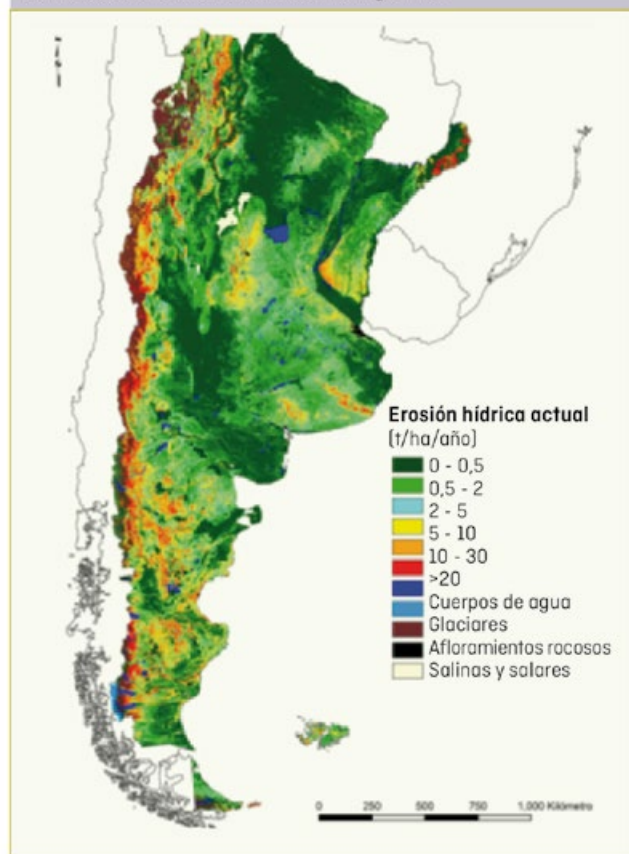 Erosión hídrica actual
(t/ha/año)
0 - 0,5
0,5 - 2
2 - 5
5 - 10
10 - 30
>20
Cuerpos de agua
Glaciares
Afloramientos rocosos
Salinas y salares
0 250 500 750 1,000 Kilómetro